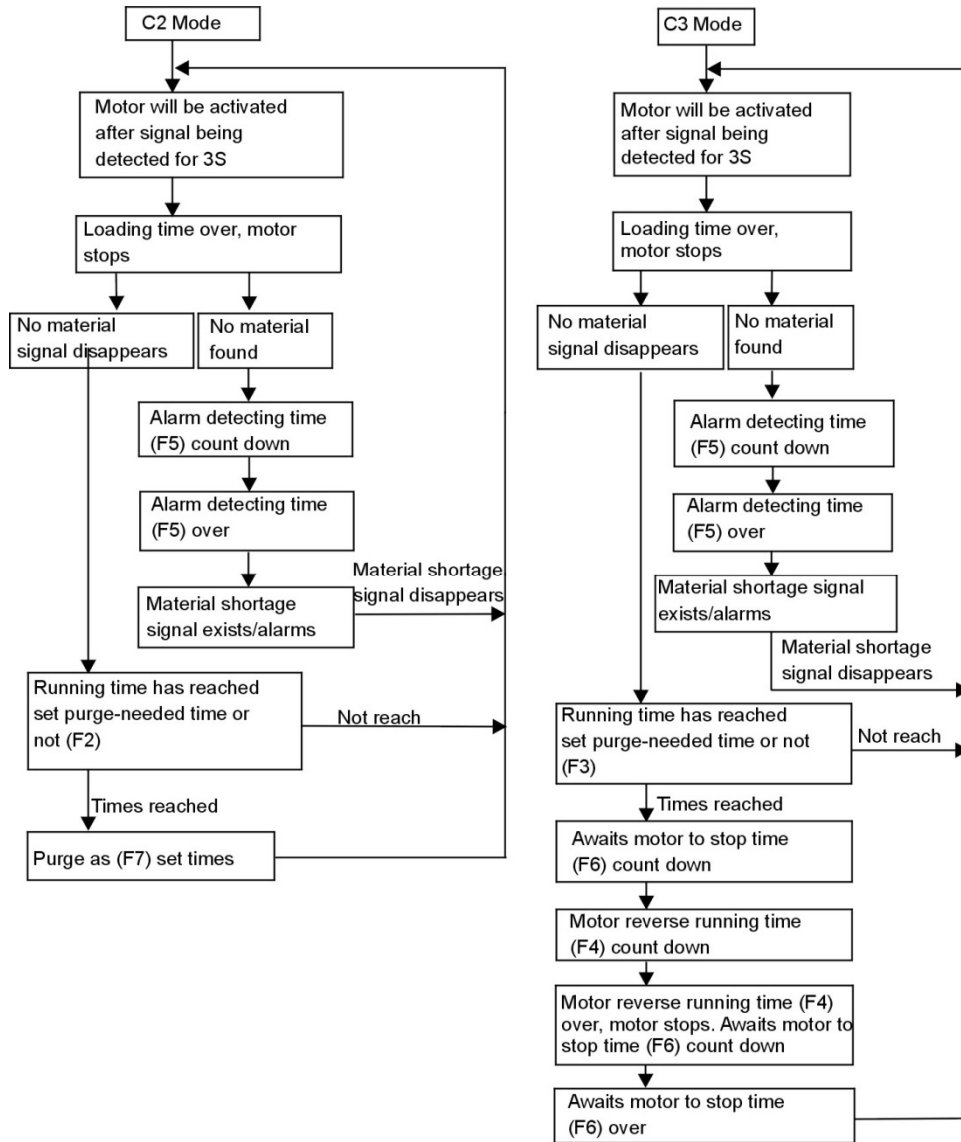 C2 Mode
Motor will be activated
after signal being
detected for 3S
Loading time over, motor
stops
No material
signal disappears
No material
found
Alarm detecting time
(F5) count down
Alarm detecting time
(F5) over
Material shortage
signal exists/alarms
Material shortage
signal disappears
Running time has reached
set purge-needed time or
not (F2)
Not reach
Times reached
Purge as (F7) set times
C3 Mode
Motor will be activated
after signal being
detected for 3S
Loading time over,
motor stops
No material
signal disappears
No material
found
Alarm detecting time
(F5) count down
Alarm detecting time
(F5) over
Material shortage signal
exists/alarms
Material shortage
signal disappears
Running time has reached
set purge-needed time or not
(F3)
Not reach
Times reached
Awaits motor to stop time
(F6) count down
Motor reverse running time
(F4) count down
Motor reverse running time (F4)
over, motor stops. Awaits motor to
stop time (F6) count down
Awaits motor to stop time
(F6) over